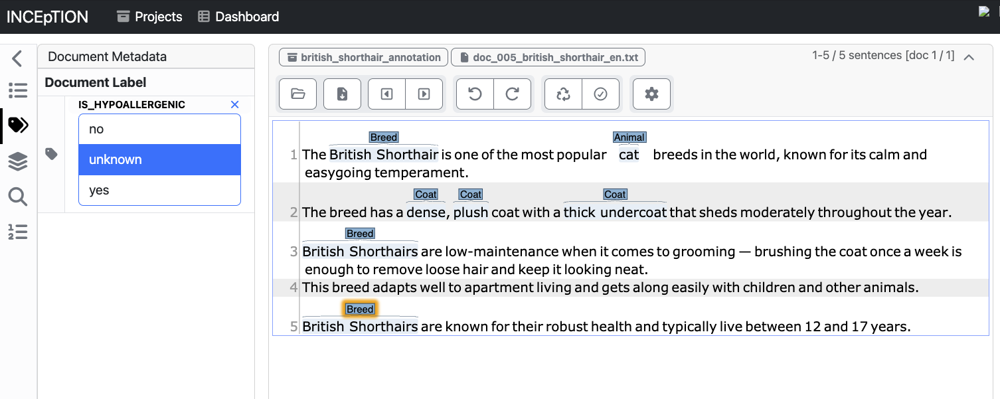 INCEpTION Projects Dashboard
Document Metadata
Document Label
IS_HYPOALLERGENIC
no
unknown
yes
british_shorthair_annotation doc_005_british_shorthair_en.txt 1-5 / 5 sentences [doc 1 / 1]
Breed Animal
1 The British Shorthair is one of the most popular cat breeds in the world, known for its calm and
easygoing temperament.
Coat Coat Coat
2 The breed has a dense, plush coat with a thick undercoat that sheds moderately throughout the year.
Breed
3 British Shorthairs are low-maintenance when it comes to grooming — brushing the coat once a week is
enough to remove loose hair and keep it looking neat.
4 This breed adapts well to apartment living and gets along easily with children and other animals.
Breed
5 British Shorthairs are known for their robust health and typically live between 12 and 17 years.